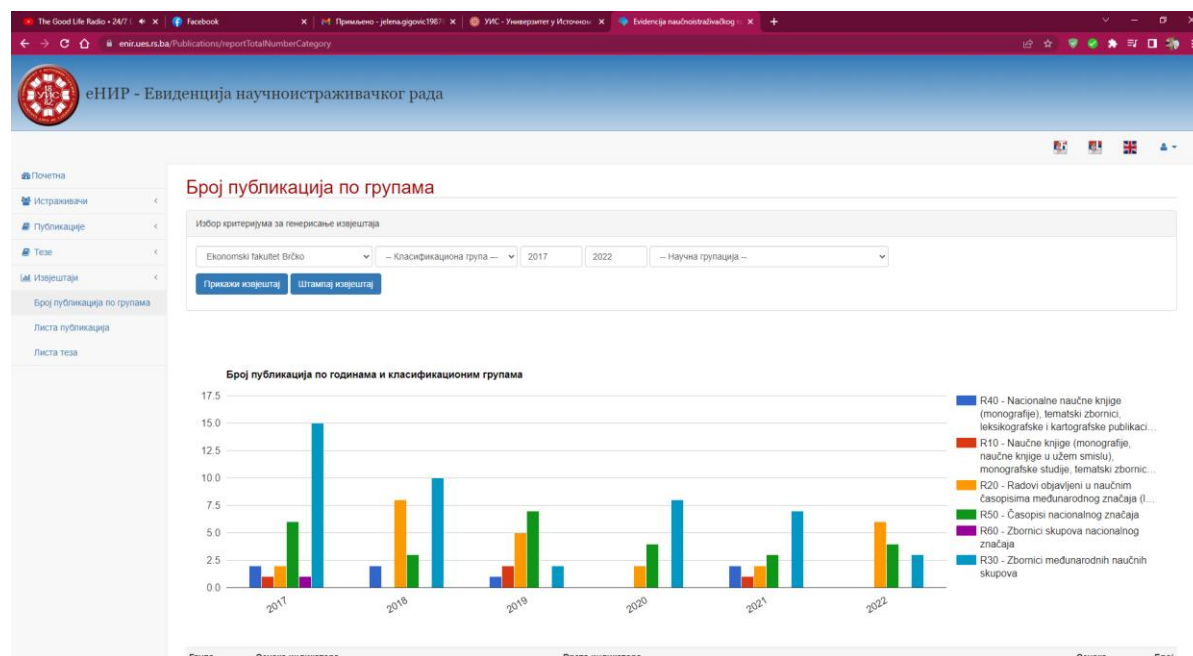 The Good Life Radio • 24/7 L
Facebook
Примљено - jelena.gigovic1987
УИС - Универзитет у Источном
Evidencija naučnoistraživačkog r
enir.ues.rs.ba/Publications/reportTotalNumberCategory
еНИР - Евиденција научноистраживачког рада
Почетна
Истраживачи
Публикације
Тезе
Извјештаји
Број публикација по групама
Листа публикација
Листа теза
Број публикација по групама
Избор критеријума за генерисање извјештаја
Ekonomski fakultet Brčko
-- Класификациона група --
2017
2022
-- Научна групација --
Прикажи извјештај
Штампај извјештај
Број публикација по годинама и класификационим групама
17.5
15.0
12.5
10.0
7.5
5.0
2.5
0.0
2017
2018
2019
2020
2021
2022
R40 - Nacionalne naučne knjige
(monografije), tematski zbornici,
leksikografske i kartografske publikaci...
R10 - Naučne knjige (monografije,
naučne knjige u užem smislu),
monografske studije, tematski zbornic...
R20 - Radovi objavljeni u naučnim
časopisima međunarodnog značaja (I...
R50 - Časopisi nacionalnog značaja
R60 - Zbornici skupova nacionalnog
značaja
R30 - Zbornici međunarodnih naučnih
skupova